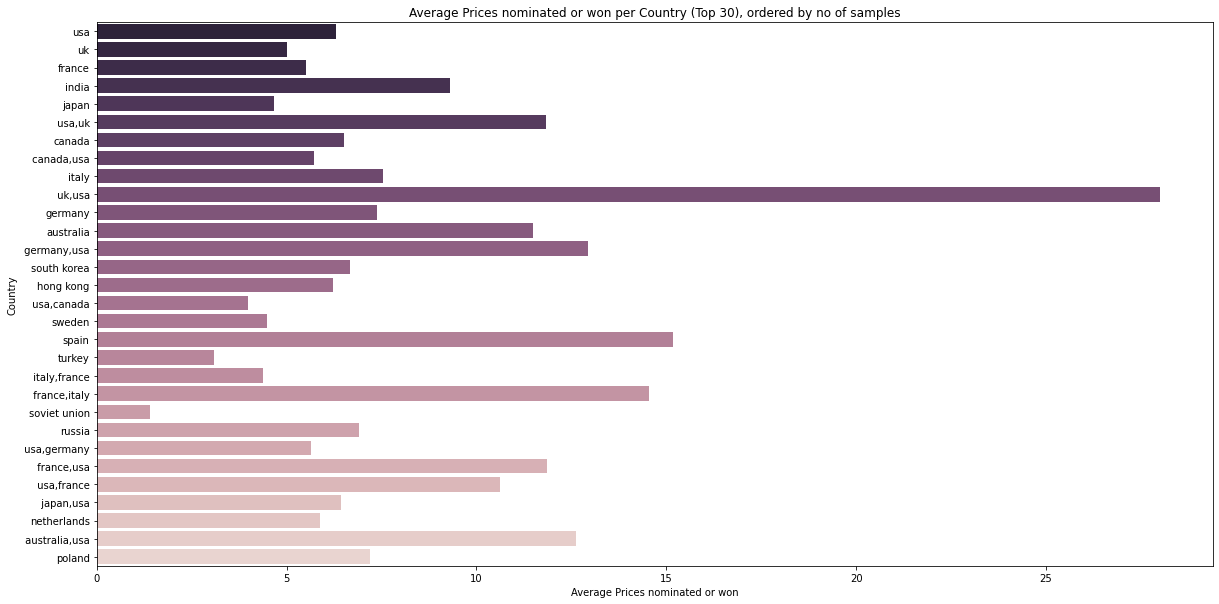 Average Prices nominated or won per Country (Top 30), ordered by no of samples
usa
uk
france
india
japan
usa,uk
canada
canada,usa
italy
uk,usa
germany
australia
germany,usa
south korea
hong kong
usa,canada
sweden
spain
turkey
italy,france
france,italy
soviet union
russia
usa,germany
france,usa
usa,france
japan,usa
netherlands
australia,usa
poland
Country
0 5 10 15 20 25
Average Prices nominated or won